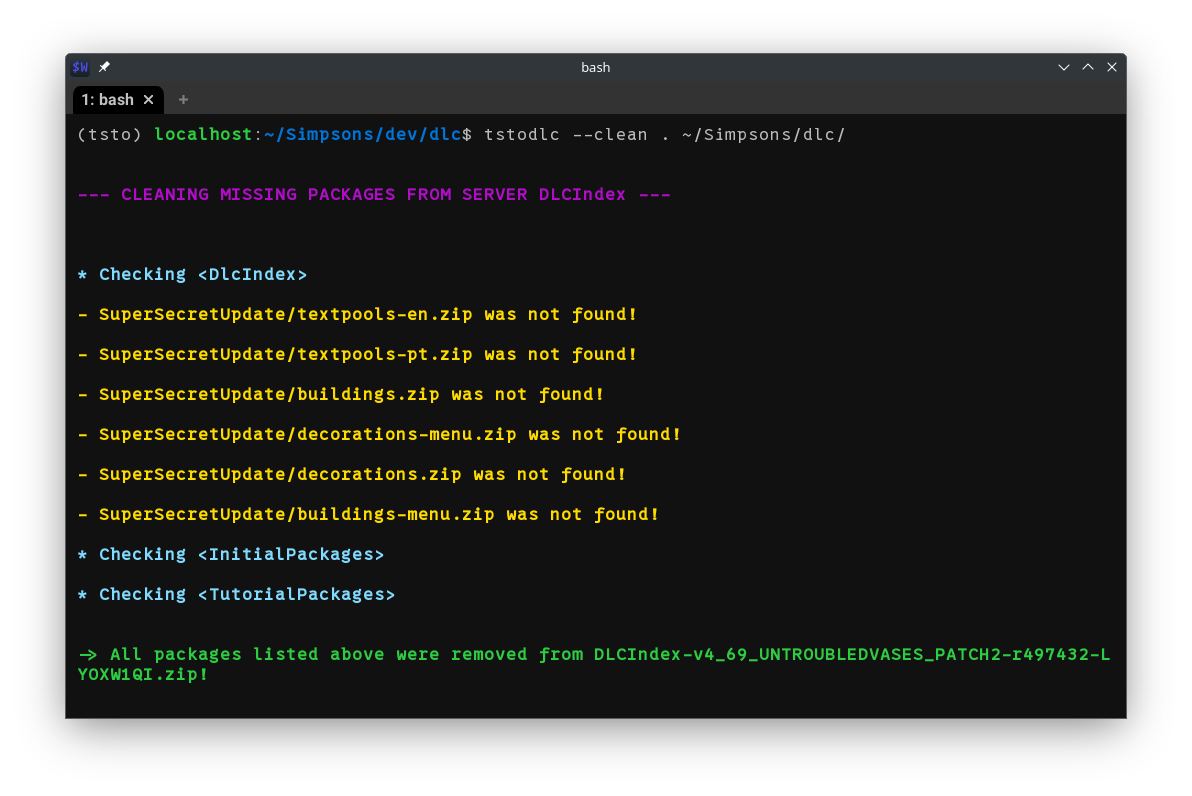 $W bash
1: bash × +
(tsto) localhost:~/Simpsons/dev/dlc$ tstodlc --clean . ~/Simpsons/dlc/
--- CLEANING MISSING PACKAGES FROM SERVER DLCIndex ---
* Checking <DlcIndex>
- SuperSecretUpdate/textpools-en.zip was not found!
- SuperSecretUpdate/textpools-pt.zip was not found!
- SuperSecretUpdate/buildings.zip was not found!
- SuperSecretUpdate/decorations-menu.zip was not found!
- SuperSecretUpdate/decorations.zip was not found!
- SuperSecretUpdate/buildings-menu.zip was not found!
* Checking <InitialPackages>
* Checking <TutorialPackages>
-> All packages listed above were removed from DLCIndex-v4_69_UNTROUBLEDVASES_PATCH2-r497432-L
YOXW1QI.zip!